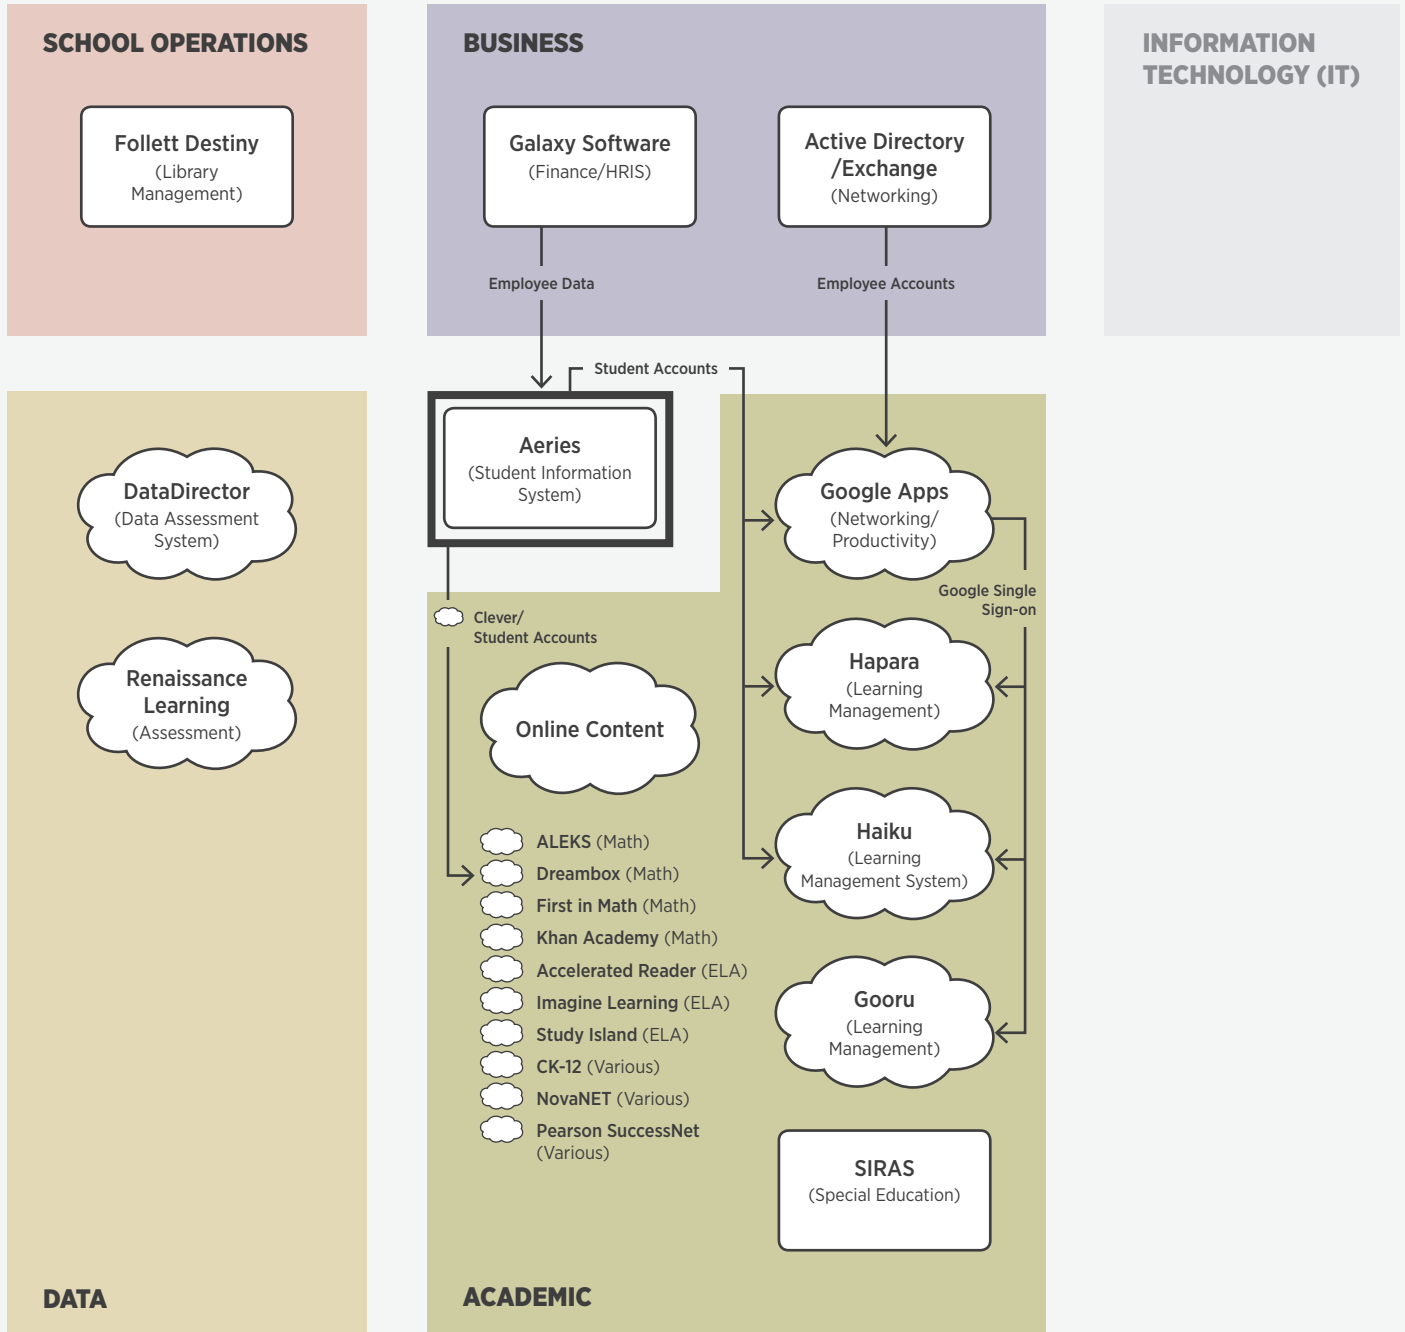 SCHOOL OPERATIONS
Follett Destiny
(Library
Management)
BUSINESS
Galaxy Software
(Finance/HRIS)
Active Directory
/Exchange
(Networking)
INFORMATION
TECHNOLOGY (IT)
Employee Data
Employee Accounts
Student Accounts
Aeries
(Student Information
System)
DataDirector
(Data Assessment
System)
Renaissance
Learning
(Assessment)
DATA
Clever/
Student Accounts
Online Content
ALEKS (Math)
Dreambox (Math)
First in Math (Math)
Khan Academy (Math)
Accelerated Reader (ELA)
Imagine Learning (ELA)
Study Island (ELA)
CK-12 (Various)
NovaNET (Various)
Pearson SuccessNet
(Various)
Google Apps
(Networking/
Productivity)
Google Single
Sign-on
Hapara
(Learning
Management)
Haiku
(Learning
Management System)
Gooru
(Learning
Management)
SIRAS
(Special Education)
ACADEMIC